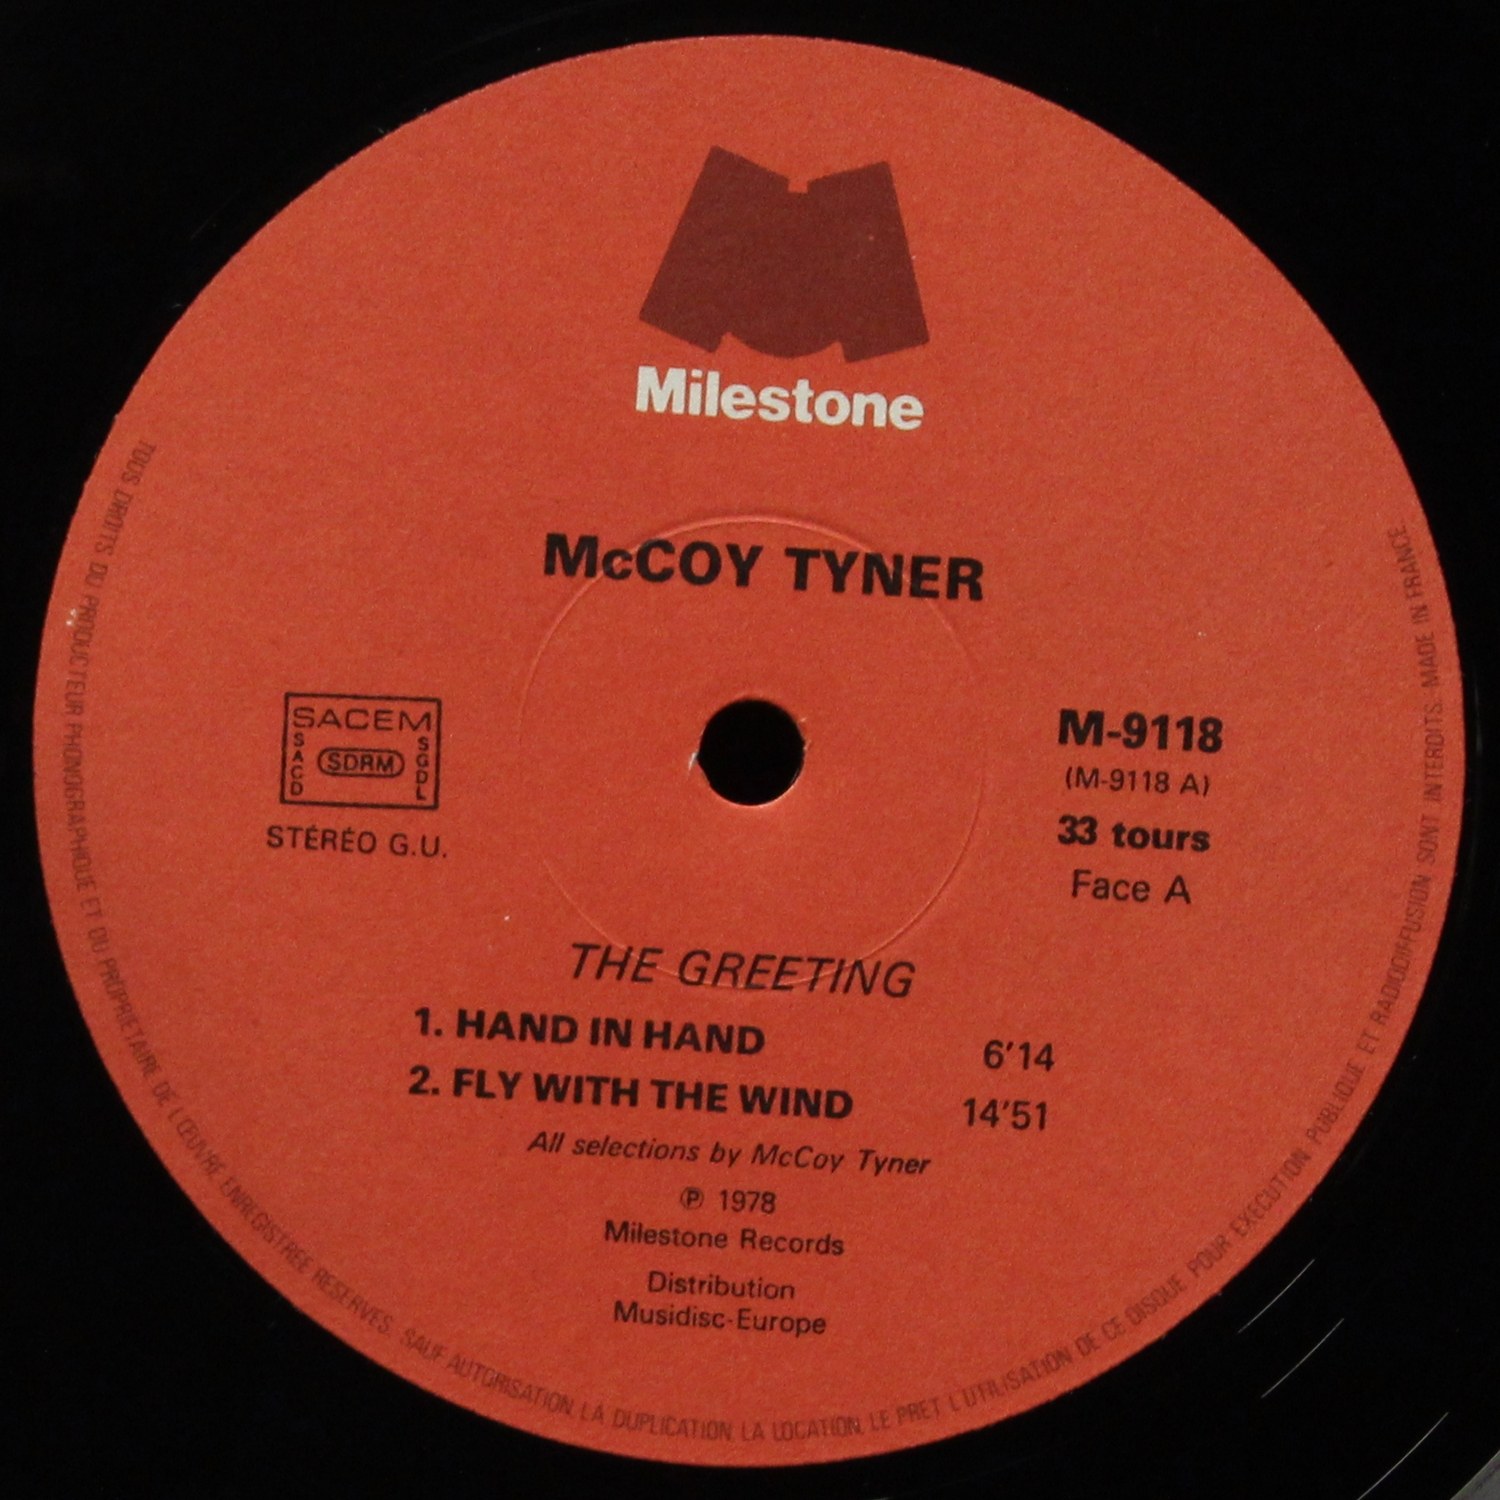 Milestone
McCOY TYNER
SACEM
SACD
SDRM
SGDL
STÉRÉO G.U.
M-9118
(M-9118 A)
33 tours
Face A
THE GREETING
1. HAND IN HAND 6'14
2. FLY WITH THE WIND 14'51
All selections by McCoy Tyner
℗ 1978
Milestone Records
Distribution
Musidisc-Europe
TOUS DROITS DU PRODUCTEUR PHONOGRAPHIQUE ET DU PROPRIETAIRE DE L'ŒUVRE ENREGISTREE RESERVES. SAUF AUTORISATION, LA DUPLICATION, LA LOCATION, LE PRET, L'UTILISATION DE CE DISQUE POUR EXECUTION PUBLIQUE ET RADIODIFFUSION SONT INTERDITS. MADE IN FRANCE